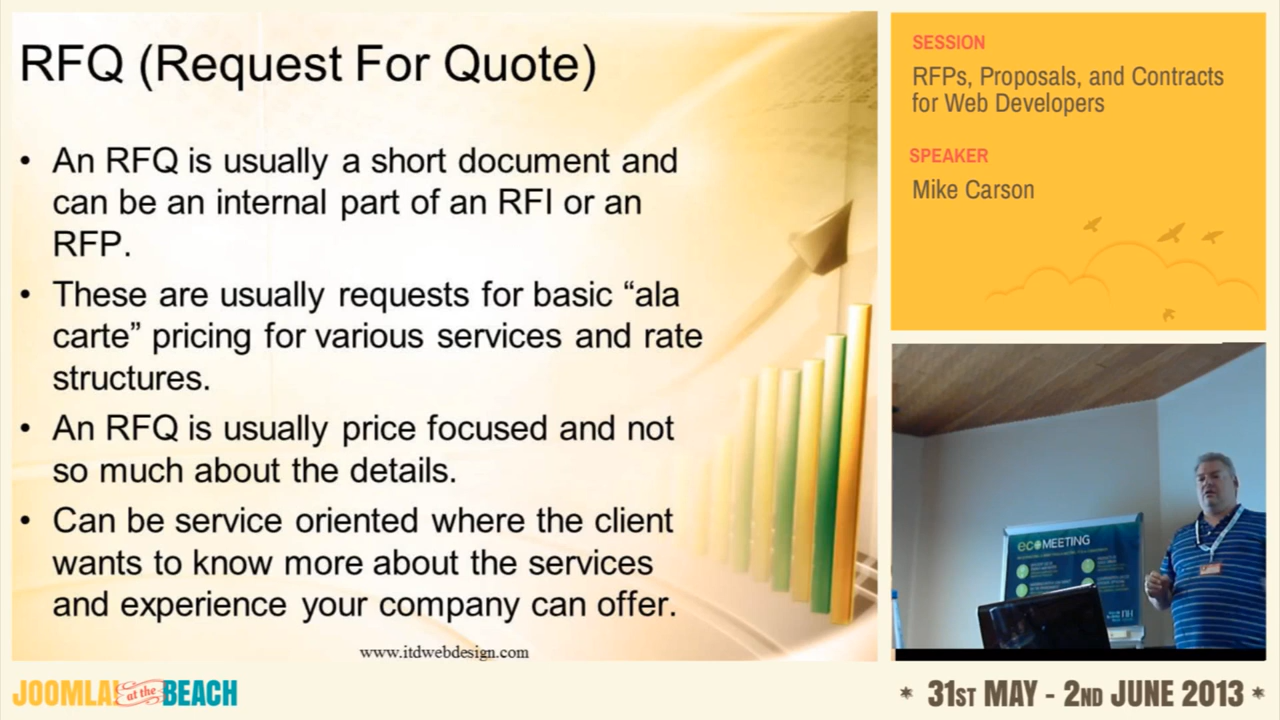 RFQ (Request For Quote)
• An RFQ is usually a short document and
can be an internal part of an RFI or an
RFP.
• These are usually requests for basic “ala
carte” pricing for various services and rate
structures.
• An RFQ is usually price focused and not
so much about the details.
• Can be service oriented where the client
wants to know more about the services
and experience your company can offer.
www.itdwebdesign.com
SESSION
RFPs, Proposals, and Contracts
for Web Developers
SPEAKER
Mike Carson
eco MEETING
nH
JOOMLA! at the BEACH
* 31ST MAY - 2ND JUNE 2013 *